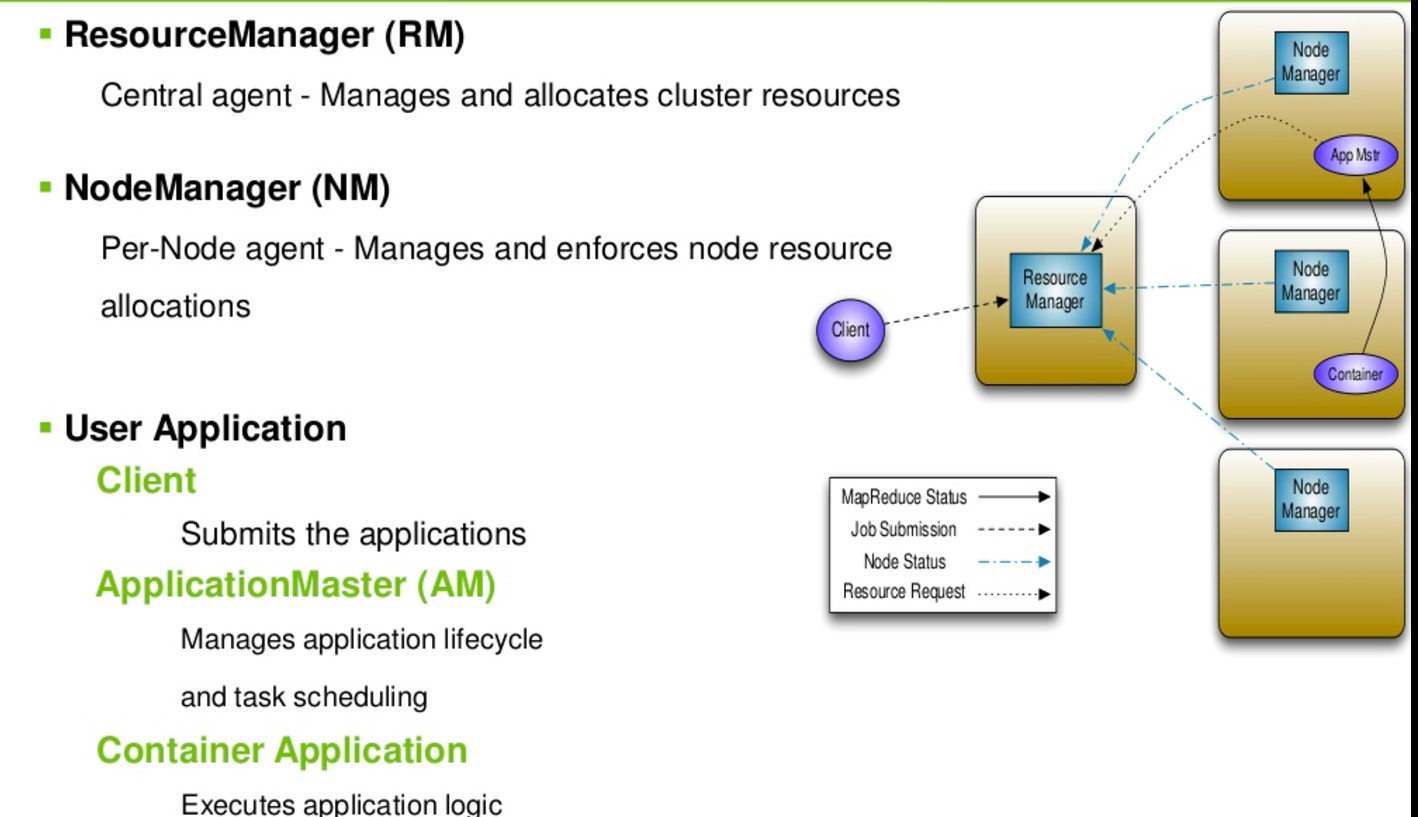 ResourceManager (RM)
Central agent - Manages and allocates cluster resources
NodeManager (NM)
Per-Node agent - Manages and enforces node resource
allocations
User Application
Client
Submits the applications
ApplicationMaster (AM)
Manages application lifecycle
and task scheduling
Container Application
Executes application logic
Client
Resource
Manager
Node
Manager
App Mstr
Node
Manager
Container
Node
Manager
MapReduce Status
Job Submission
Node Status
Resource Request